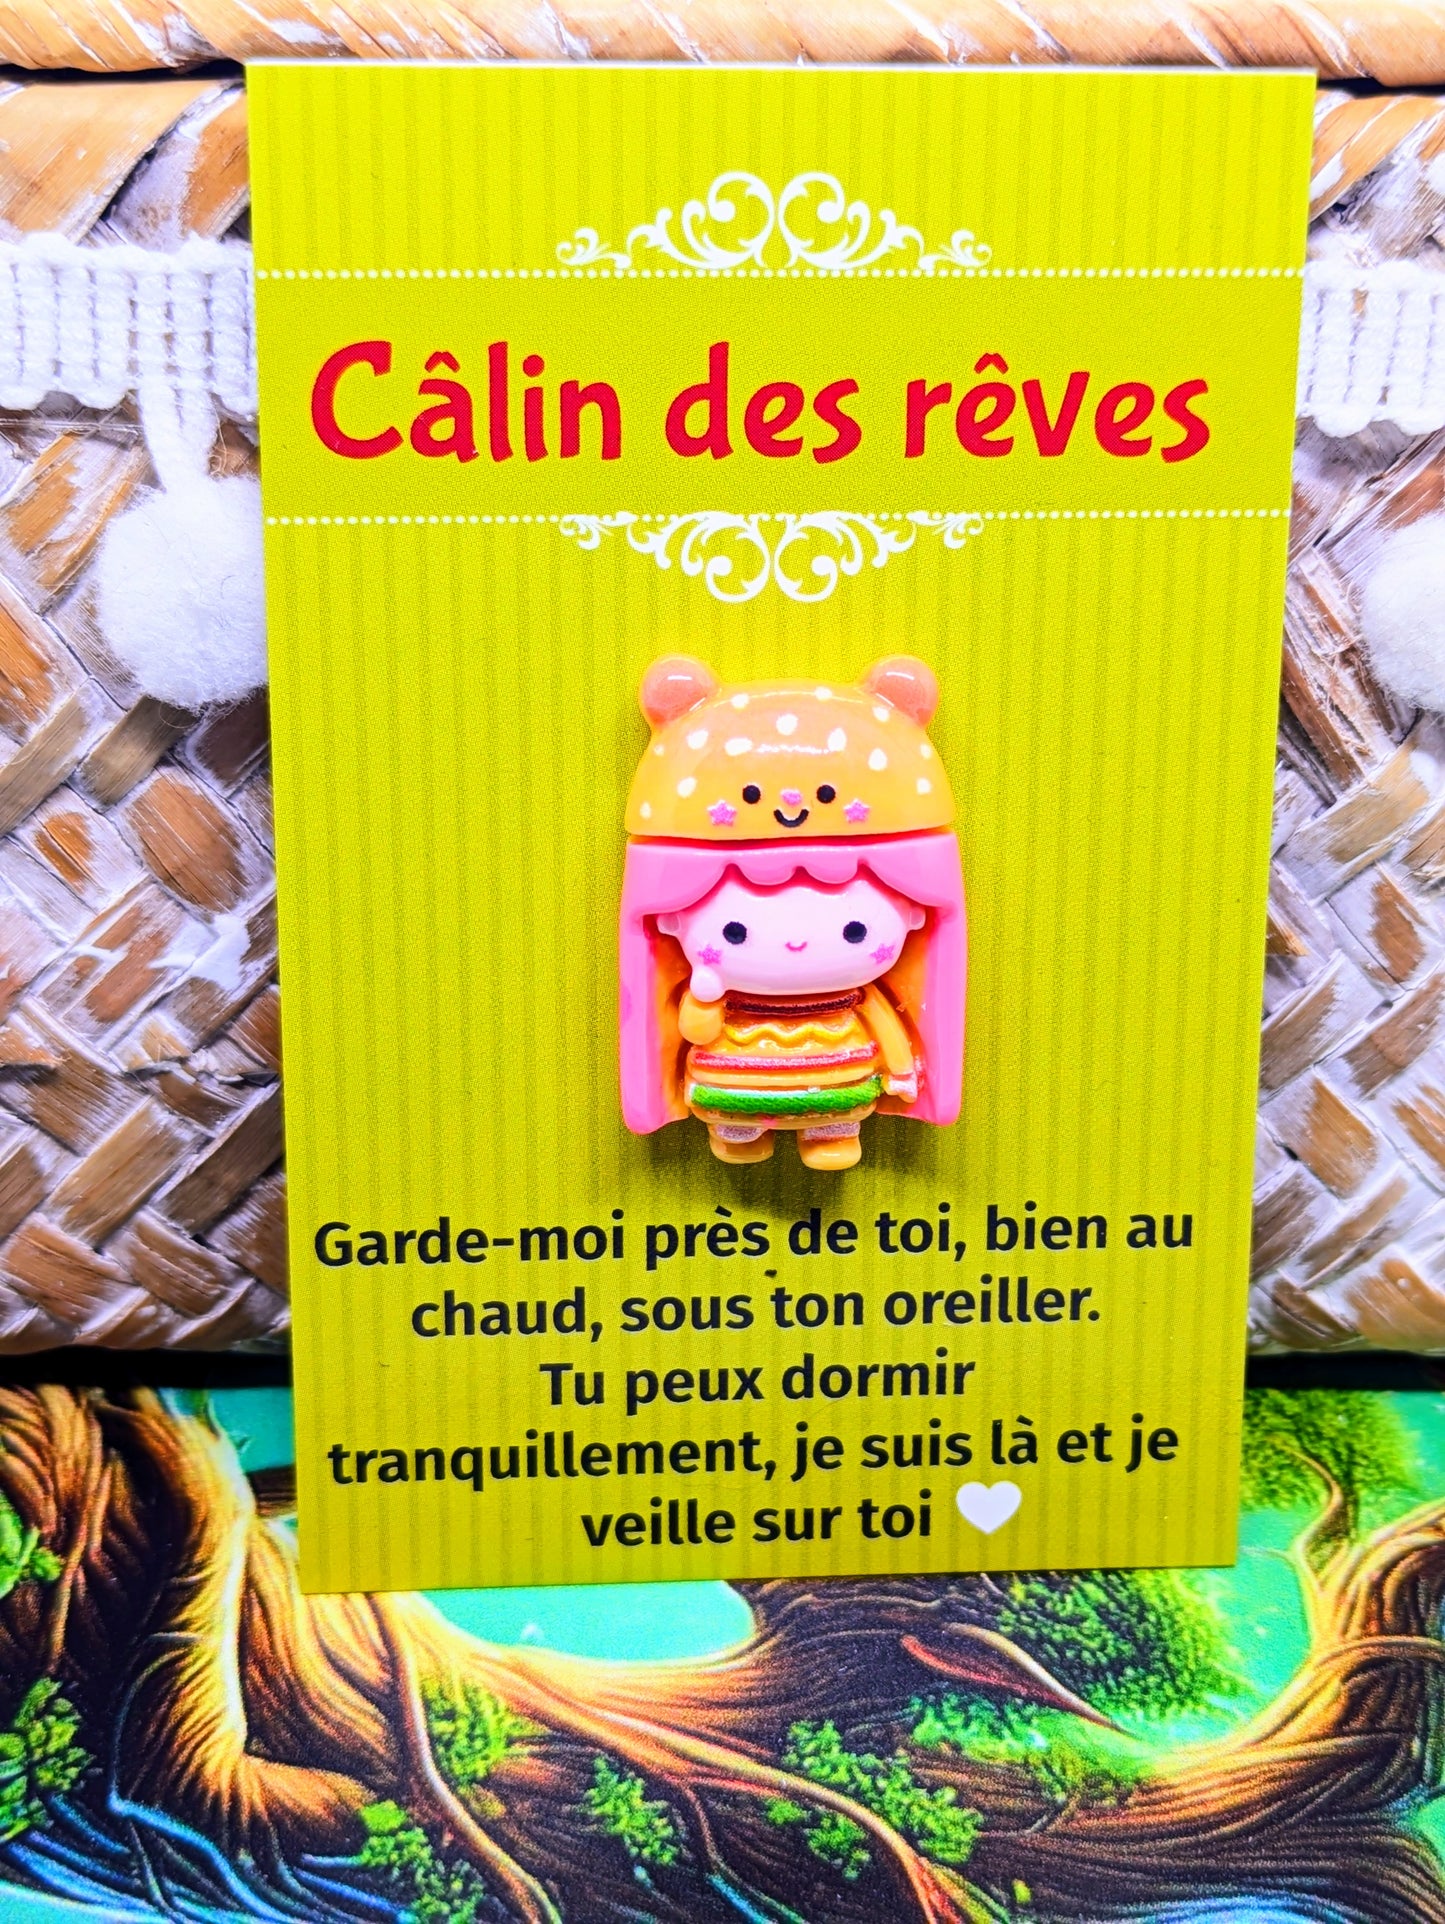 Câlin des rêves
Garde-moi près de toi, bien au
chaud, sous ton oreiller.
Tu peux dormir
tranquillement, je suis là et je
veille sur toi